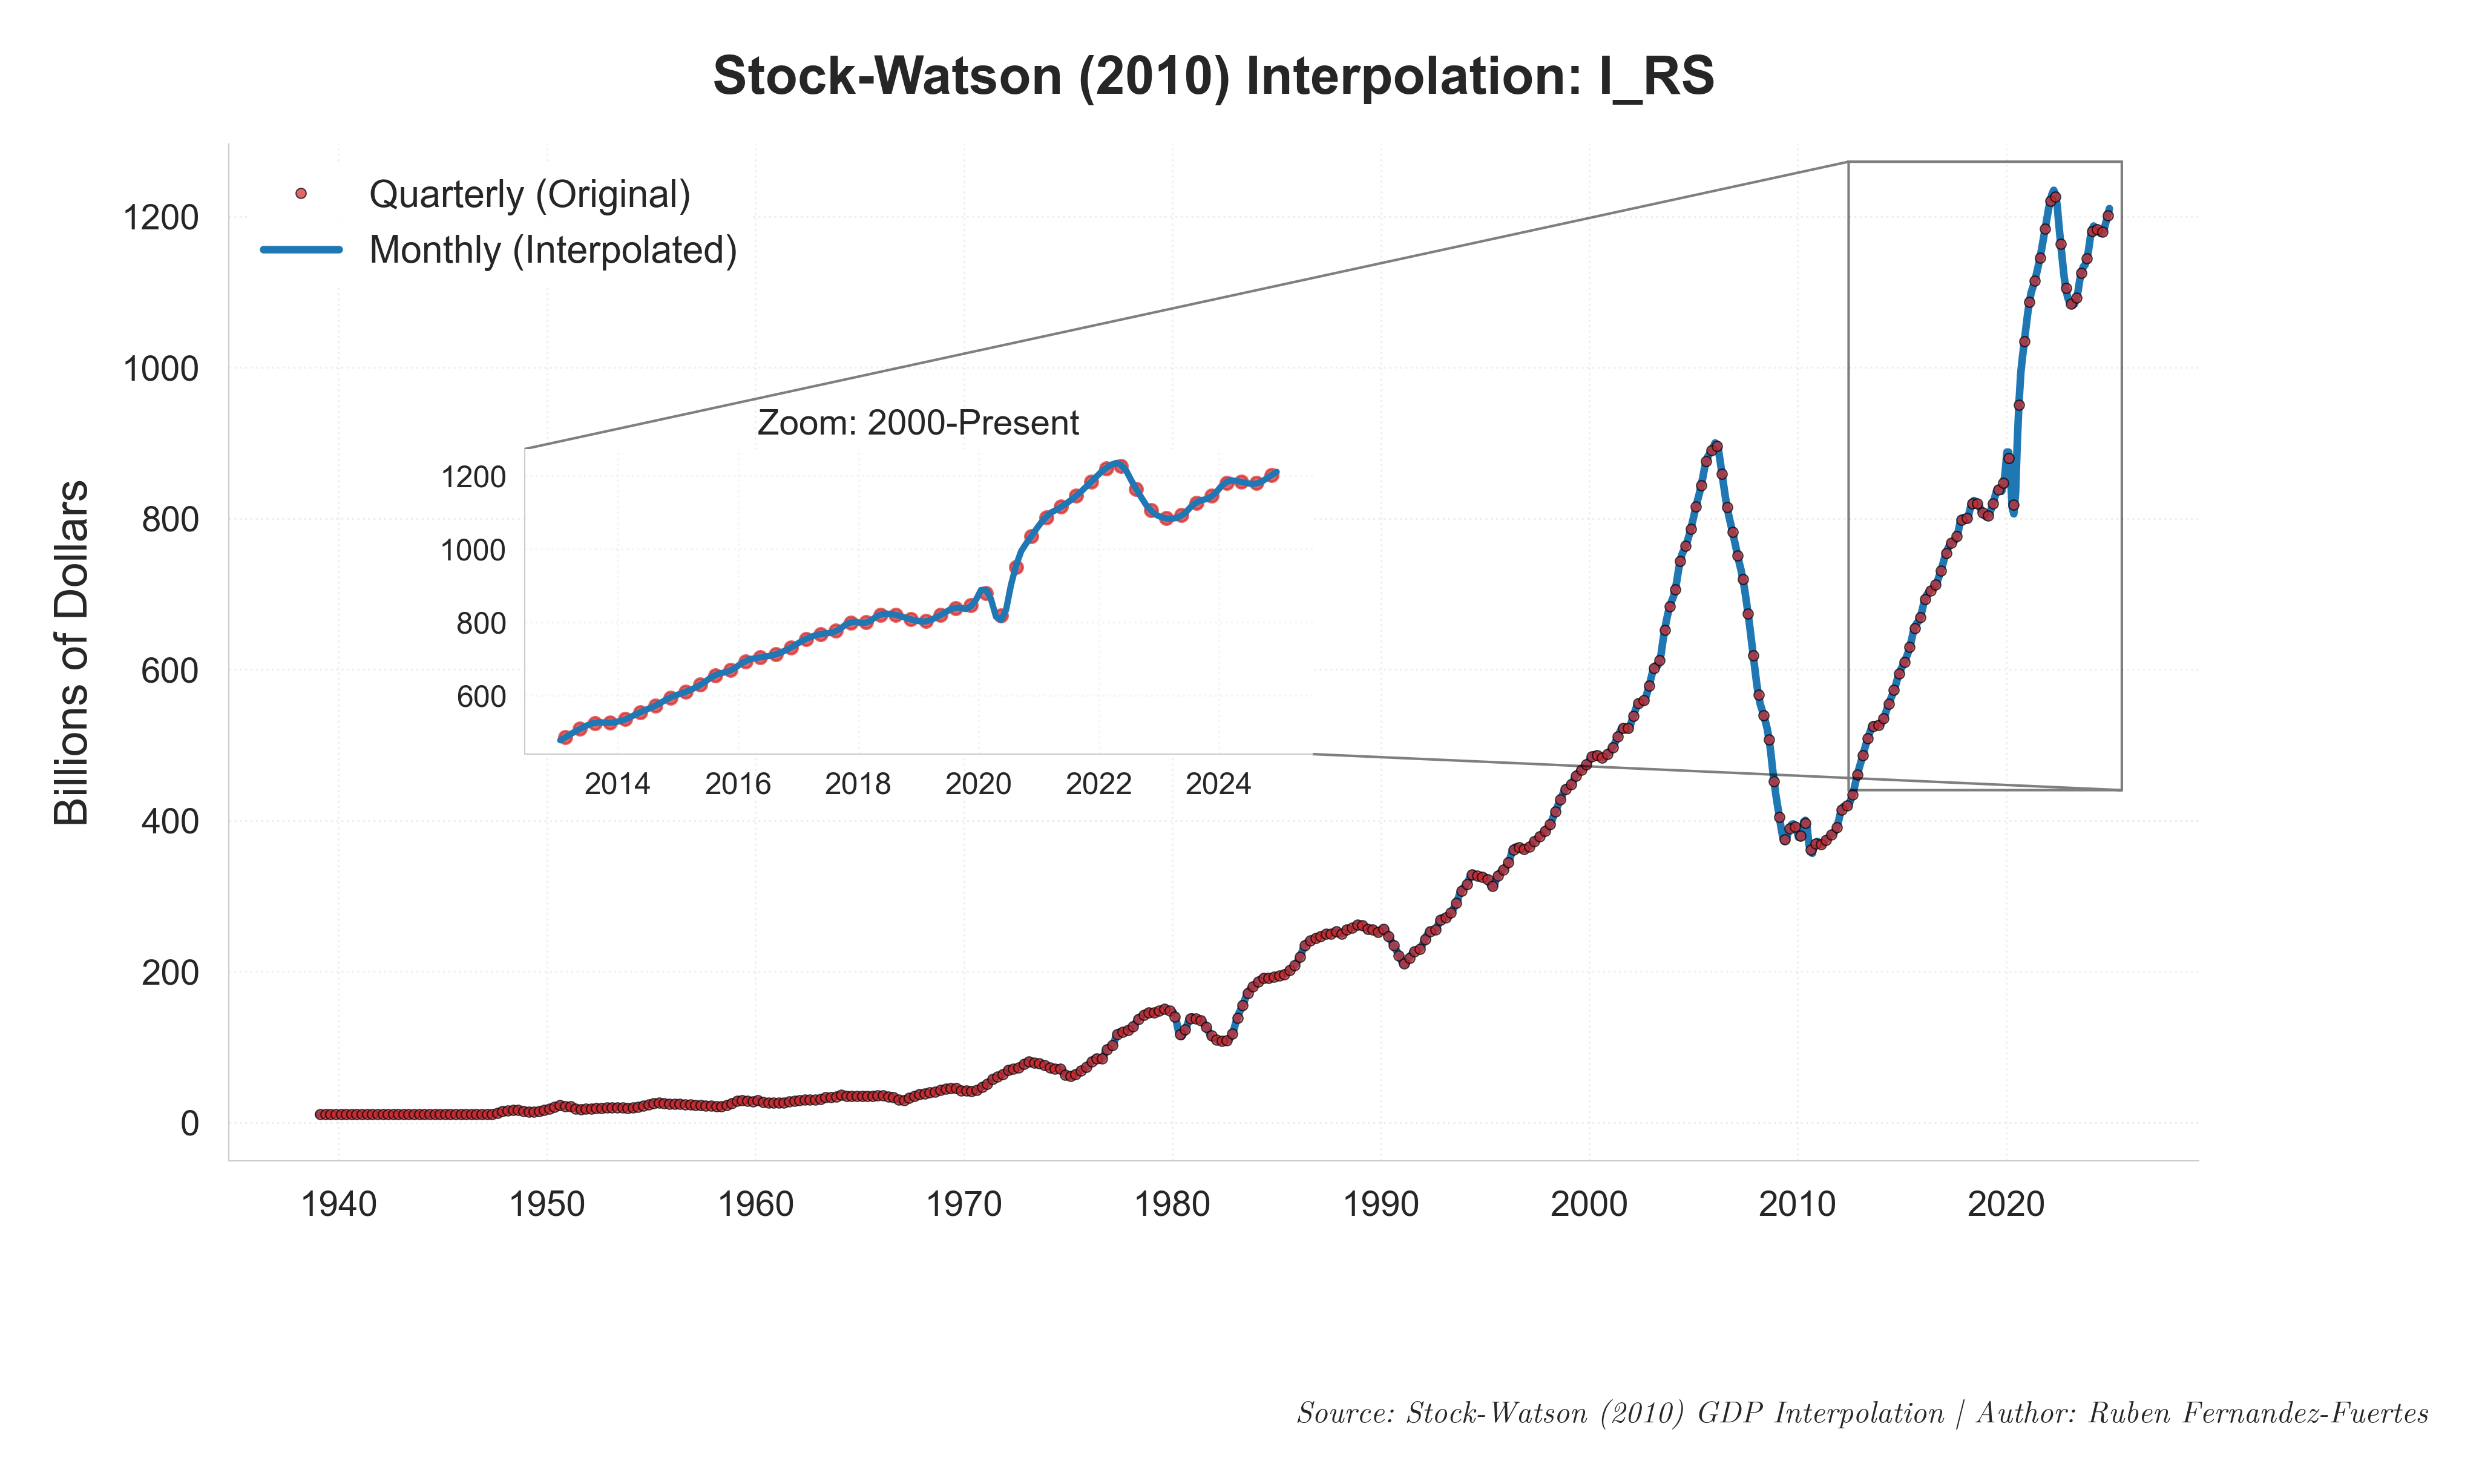 Stock-Watson (2010) Interpolation: I_RS
Quarterly (Original)
Monthly (Interpolated)
Billions of Dollars
1200
1000
800
600
400
200
0
Zoom: 2000-Present
1200
1000
800
600
2014 2016 2018 2020 2022 2024
1940 1950 1960 1970 1980 1990 2000 2010 2020
Source: Stock-Watson (2010) GDP Interpolation | Author: Ruben Fernandez-Fuertes